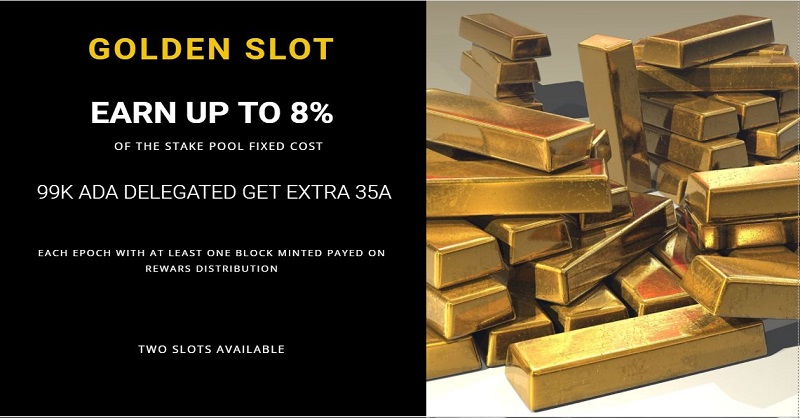 GOLDEN SLOT
EARN UP TO 8%
OF THE STAKE POOL FIXED COST
99K ADA DELEGATED GET EXTRA 35A
EACH EPOCH WITH AT LEAST ONE BLOCK MINTED PAYED ON
REWARS DISTRIBUTION
TWO SLOTS AVAILABLE